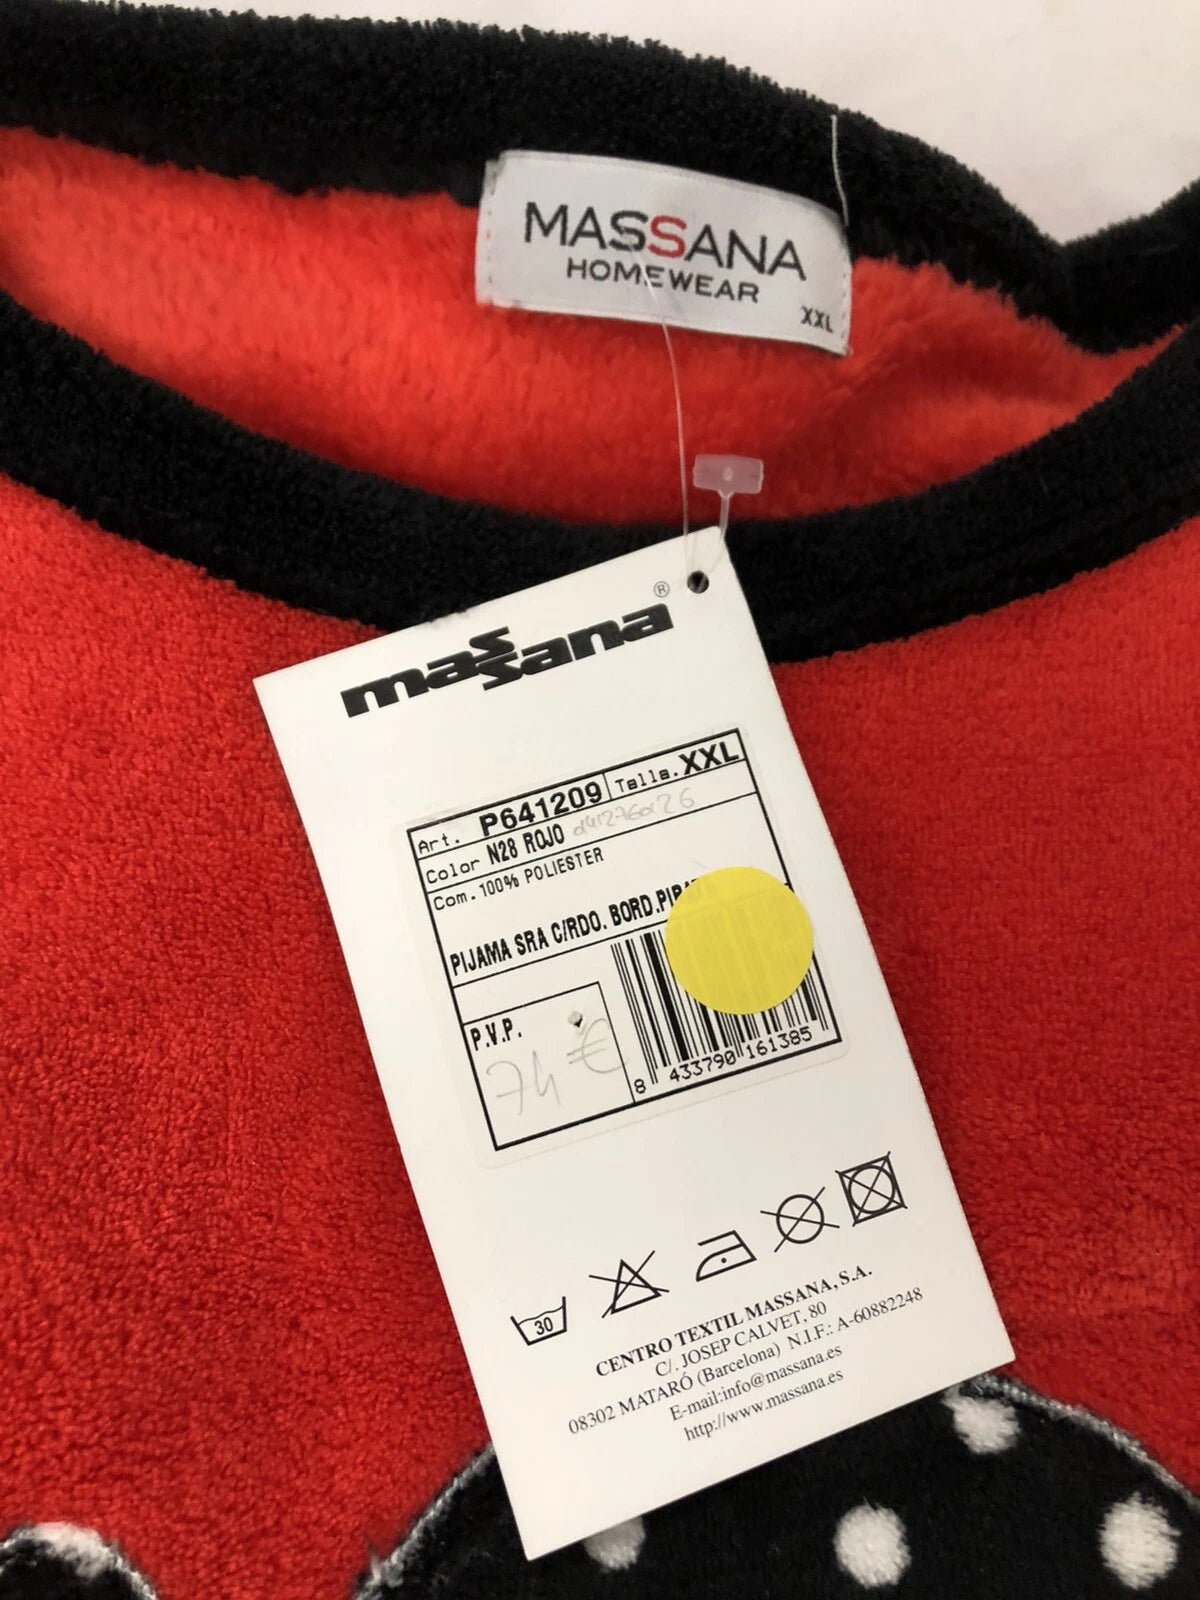 MASSANA
HOMEWEAR
XXL
massana®
Art. P641209 Talla. XXL
Color N28 ROJO
Com. 100% POLIESTER
PIJAMA SRA C/RDO. BORD.
P.V.P.
74 €
8 433790 161385
30
CENTRO TEXTIL MASSANA, S.A.
C/. JOSEP CALVET, 80
08302 MATARÓ (Barcelona) N.I.F.: A-60882248
E-mail:info@massana.es
http://www.massana.es